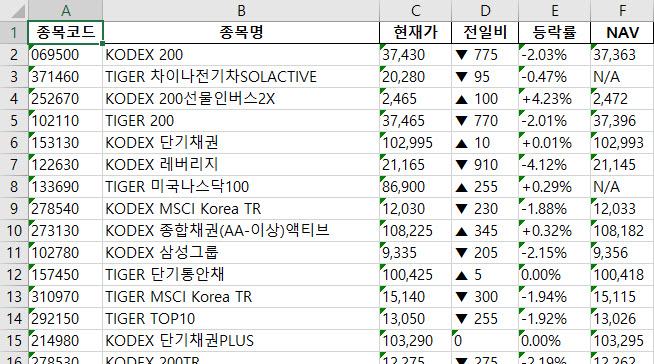 A B C D E F
1 종목코드 종목명 현재가 전일비 등락률 NAV
2 069500 KODEX 200 37,430 ▼ 775 -2.03% 37,363
3 371460 TIGER 차이나전기차SOLACTIVE 20,280 ▼ 95 -0.47% N/A
4 252670 KODEX 200선물인버스2X 2,465 ▲ 100 +4.23% 2,472
5 102110 TIGER 200 37,465 ▼ 770 -2.01% 37,396
6 153130 KODEX 단기채권 102,995 ▲ 10 +0.01% 102,993
7 122630 KODEX 레버리지 21,165 ▼ 910 -4.12% 21,145
8 133690 TIGER 미국나스닥100 86,900 ▲ 255 +0.29% N/A
9 278540 KODEX MSCI Korea TR 12,030 ▼ 230 -1.88% 12,033
10 273130 KODEX 종합채권(AA-이상)액티브 108,225 ▲ 345 +0.32% 108,182
11 102780 KODEX 삼성그룹 9,335 ▼ 205 -2.15% 9,356
12 157450 TIGER 단기통안채 100,425 ▲ 5 0.00% 100,418
13 310970 TIGER MSCI Korea TR 15,140 ▼ 300 -1.94% 15,115
14 292150 TIGER TOP10 13,050 ▼ 255 -1.92% 13,026
15 214980 KODEX 단기채권PLUS 103,290 0 0.00% 103,295
16 278530 KODEX 200TR 12,275 ▼ 275 -2.19% 12,262